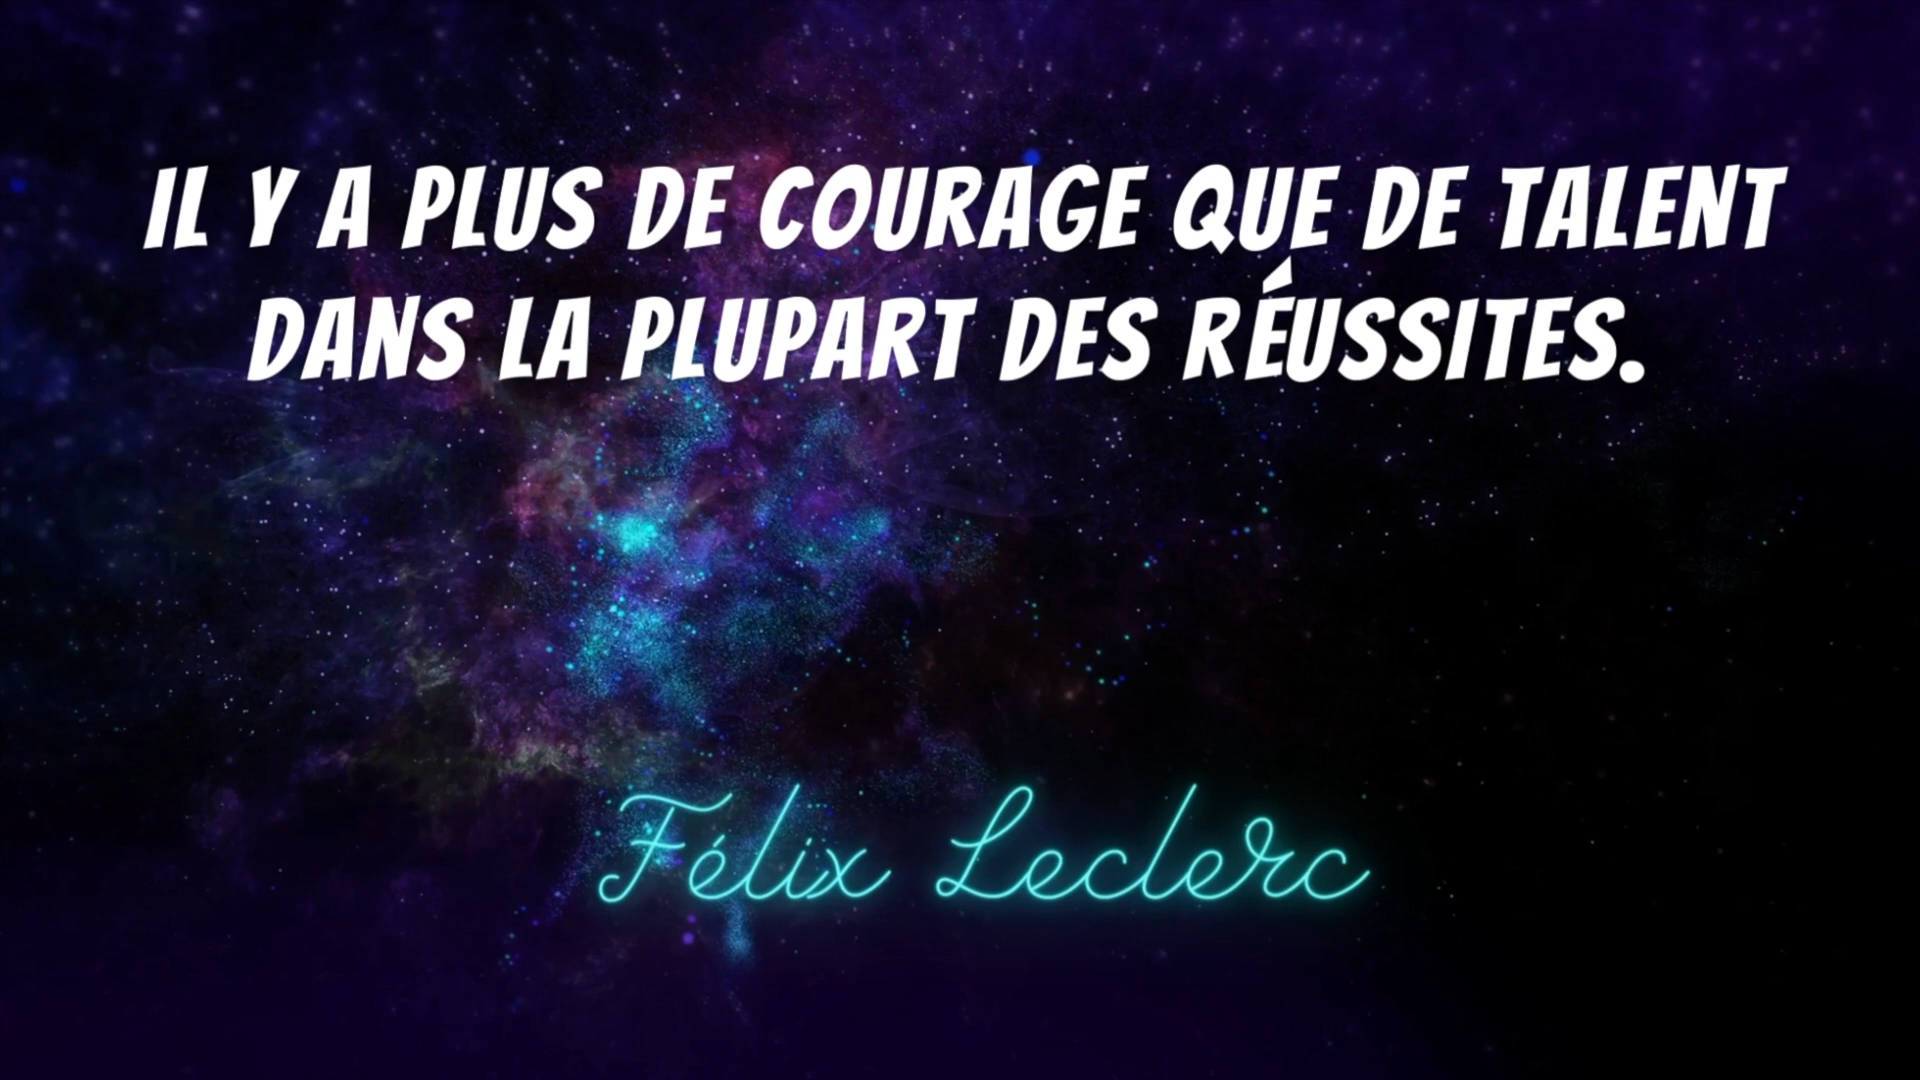 IL Y A PLUS DE COURAGE QUE DE TALENT
DANS LA PLUPART DES RÉUSSITES.
Félix Leclerc